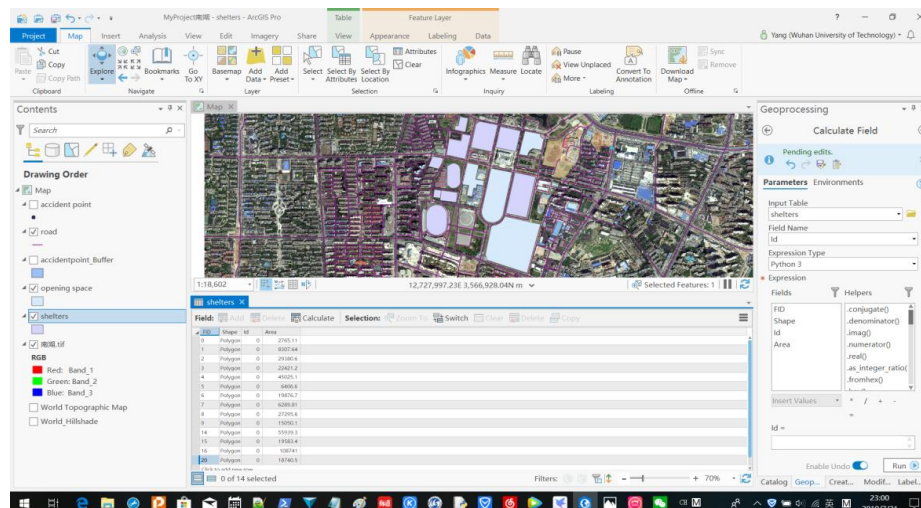 MyProject南湖 - shelters - ArcGIS Pro
Table
Feature Layer
Project Map Insert Analysis View Edit Imagery Share View Appearance Labeling Data
Yang (Wuhan University of Technology)
Paste
Cut
Copy
Copy Path
Explore
Bookmarks
Go To XY
Basemap
Add Data
Add Preset
Select
Select By Attributes
Select By Location
Attributes
Clear
Infographics
Measure
Locate
Pause
View Unplaced
More
Convert To Annotation
Download Map
Sync
Remove
Clipboard
Navigate
Layer
Selection
Inquiry
Labeling
Offline
Contents
Search
Drawing Order
Map
accident point
road
accidentpoint_Buffer
opening space
shelters
南湖.tif
RGB
Red: Band_1
Green: Band_2
Blue: Band_3
World Topographic Map
World_Hillshade
Map
1:18,602
12,727,997.23E 3,566,928.04N m
Selected Features: 1
shelters
Field: Add Delete Calculate Selection: Zoom To Switch Clear Delete Copy
FID Shape Id Area
0 Polygon 0 2765.11
1 Polygon 0 8307.64
2 Polygon 0 29380.6
3 Polygon 0 22421.2
4 Polygon 0 45025.1
5 Polygon 0 6406.6
6 Polygon 0 19876.7
7 Polygon 0 6289.81
8 Polygon 0 27295.6
9 Polygon 0 15090.1
14 Polygon 0 55939.3
15 Polygon 0 19583.4
16 Polygon 0 108741
20 Polygon 0 18740.5
Click to add new row.
0 of 14 selected
Filters:
+ 70%
Geoprocessing
Calculate Field
Pending edits.
Parameters Environments
Input Table
shelters
Field Name
Id
Expression Type
Python 3
Expression
Fields
Helpers
FID
Shape
Id
Area
.conjugate()
.denominator()
.imag()
.numerator()
.real()
.as_integer_ratio(
.fromhex()
Insert Values
* / + -
=
Id =
Enable Undo
Run
Catalog Geop... Creat... Modif... Label...
CH
英
23:00